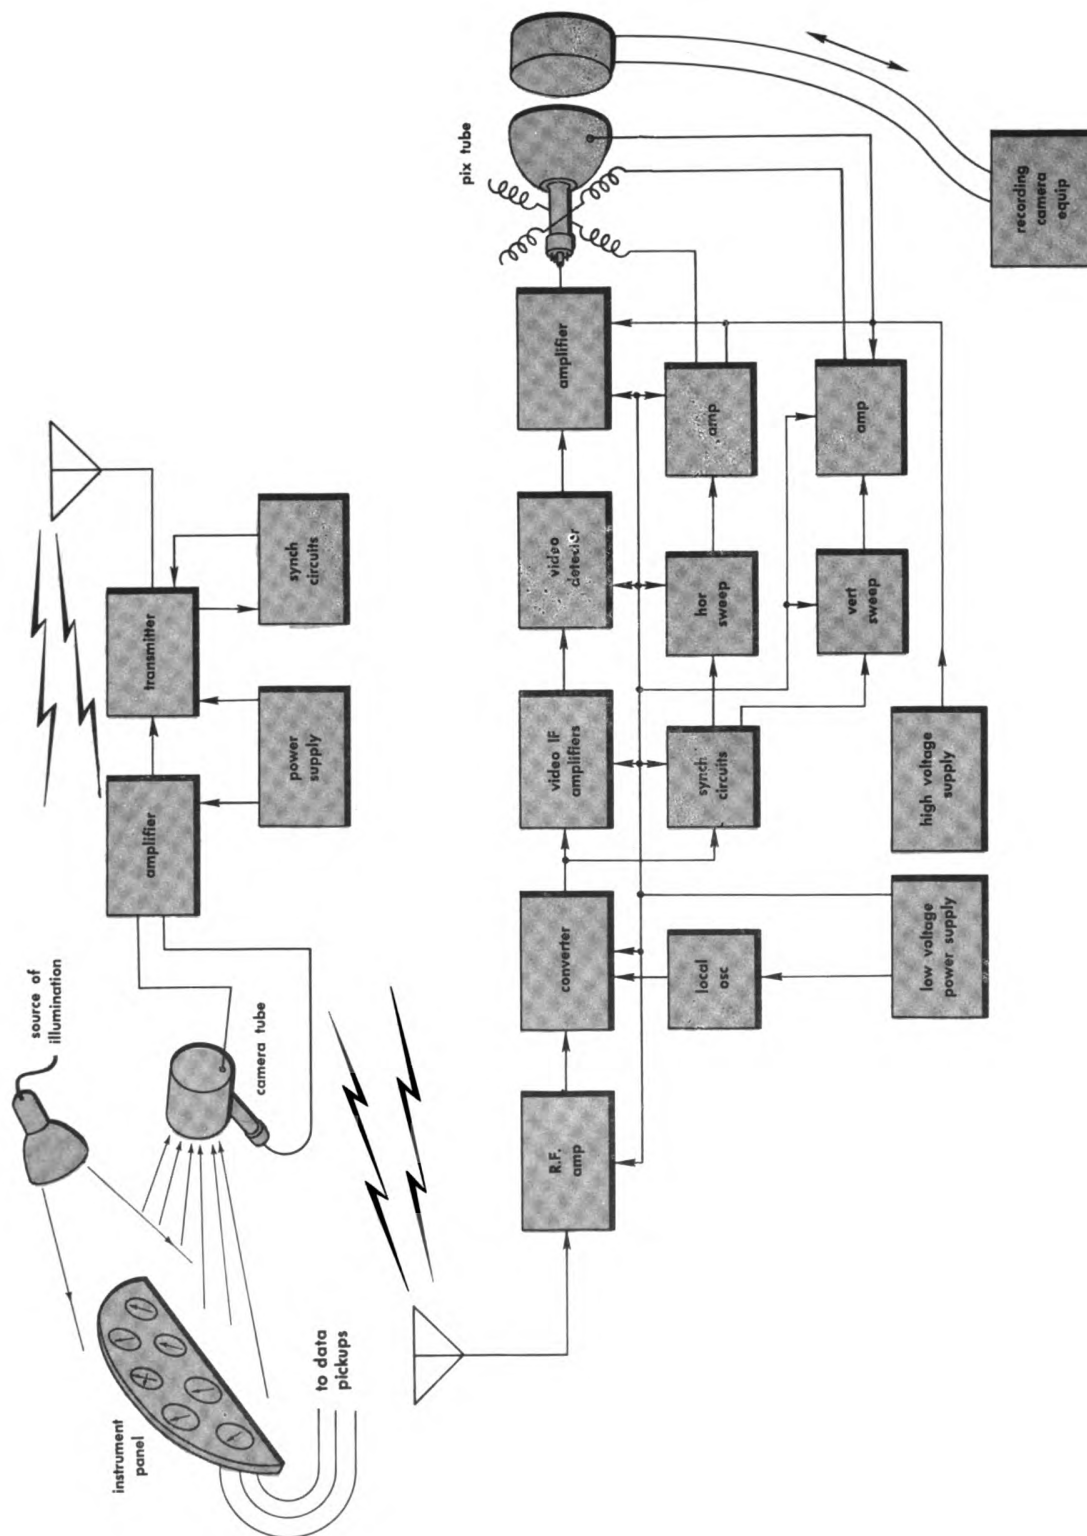 source of
illumination
instrument
panel
camera tube
to data
pickups
amplifier
transmitter
power
supply
synch
circuits
pix tube
R.F.
amp
converter
video IF
amplifiers
video
detector
amplifier
local
osc
synch
circuits
hor
sweep
amp
vert
sweep
amp
low voltage
power supply
high voltage
supply
recording
camera
equip